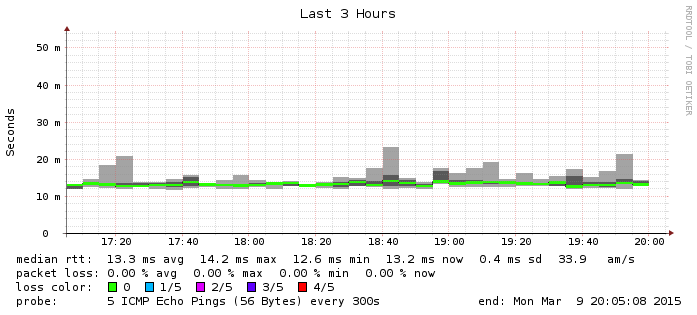 Last 3 Hours
RRDTOOL / TOBI OETIKER
Seconds
50 m
40 m
30 m
20 m
10 m
0
17:20 17:40 18:00 18:20 18:40 19:00 19:20 19:40 20:00
median rtt: 13.3 ms avg 14.2 ms max 12.6 ms min 13.2 ms now 0.4 ms sd 33.9 am/s
packet loss: 0.00 % avg 0.00 % max 0.00 % min 0.00 % now
loss color: 0 1/5 2/5 3/5 4/5
probe: 5 ICMP Echo Pings (56 Bytes) every 300s end: Mon Mar 9 20:05:08 2015